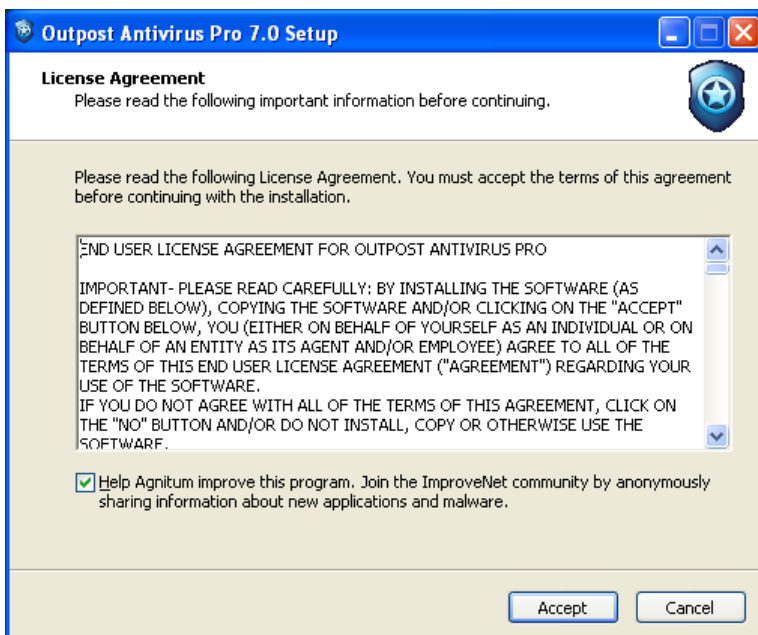 Outpost Antivirus Pro 7.0 Setup
License Agreement
Please read the following important information before continuing.
Please read the following License Agreement. You must accept the terms of this agreement
before continuing with the installation.
END USER LICENSE AGREEMENT FOR OUTPOST ANTIVIRUS PRO
IMPORTANT- PLEASE READ CAREFULLY: BY INSTALLING THE SOFTWARE (AS
DEFINED BELOW), COPYING THE SOFTWARE AND/OR CLICKING ON THE "ACCEPT"
BUTTON BELOW, YOU (EITHER ON BEHALF OF YOURSELF AS AN INDIVIDUAL OR ON
BEHALF OF AN ENTITY AS ITS AGENT AND/OR EMPLOYEE) AGREE TO ALL OF THE
TERMS OF THIS END USER LICENSE AGREEMENT ("AGREEMENT") REGARDING YOUR
USE OF THE SOFTWARE.
IF YOU DO NOT AGREE WITH ALL OF THE TERMS OF THIS AGREEMENT, CLICK ON
THE "NO" BUTTON AND/OR DO NOT INSTALL, COPY OR OTHERWISE USE THE
SOFTWARE.
Help Agnitum improve this program. Join the ImproveNet community by anonymously
sharing information about new applications and malware.
Accept
Cancel